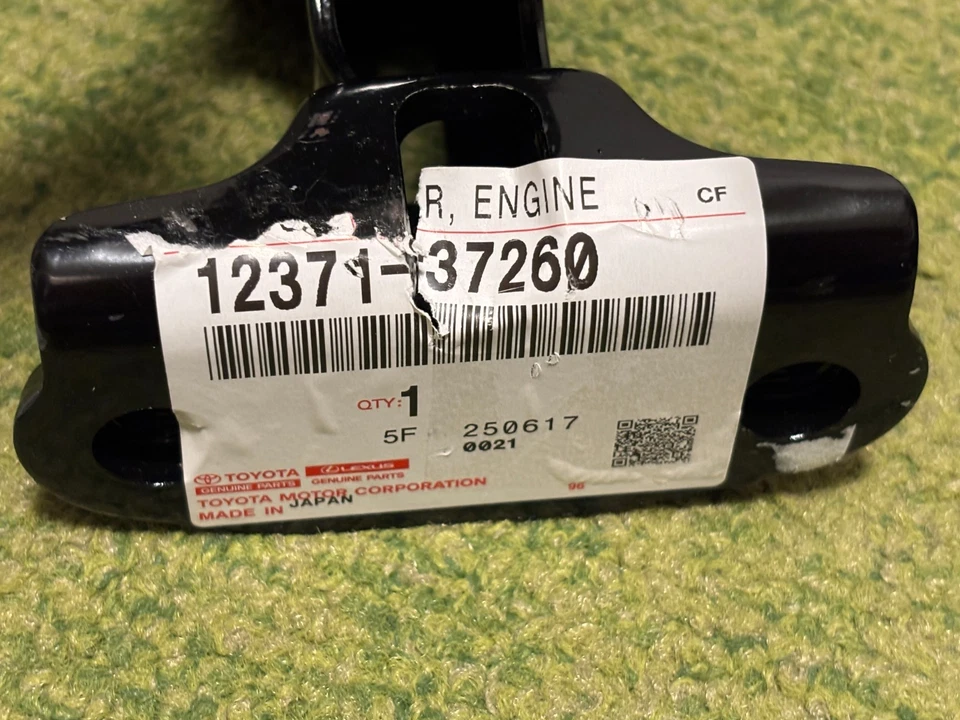 R, ENGINE CF
12371-37260
QTY: 1
5F 250617
0021
TOYOTA LEXUS
GENUINE PARTS GENUINE PARTS
TOYOTA MOTOR CORPORATION 96
MADE IN JAPAN